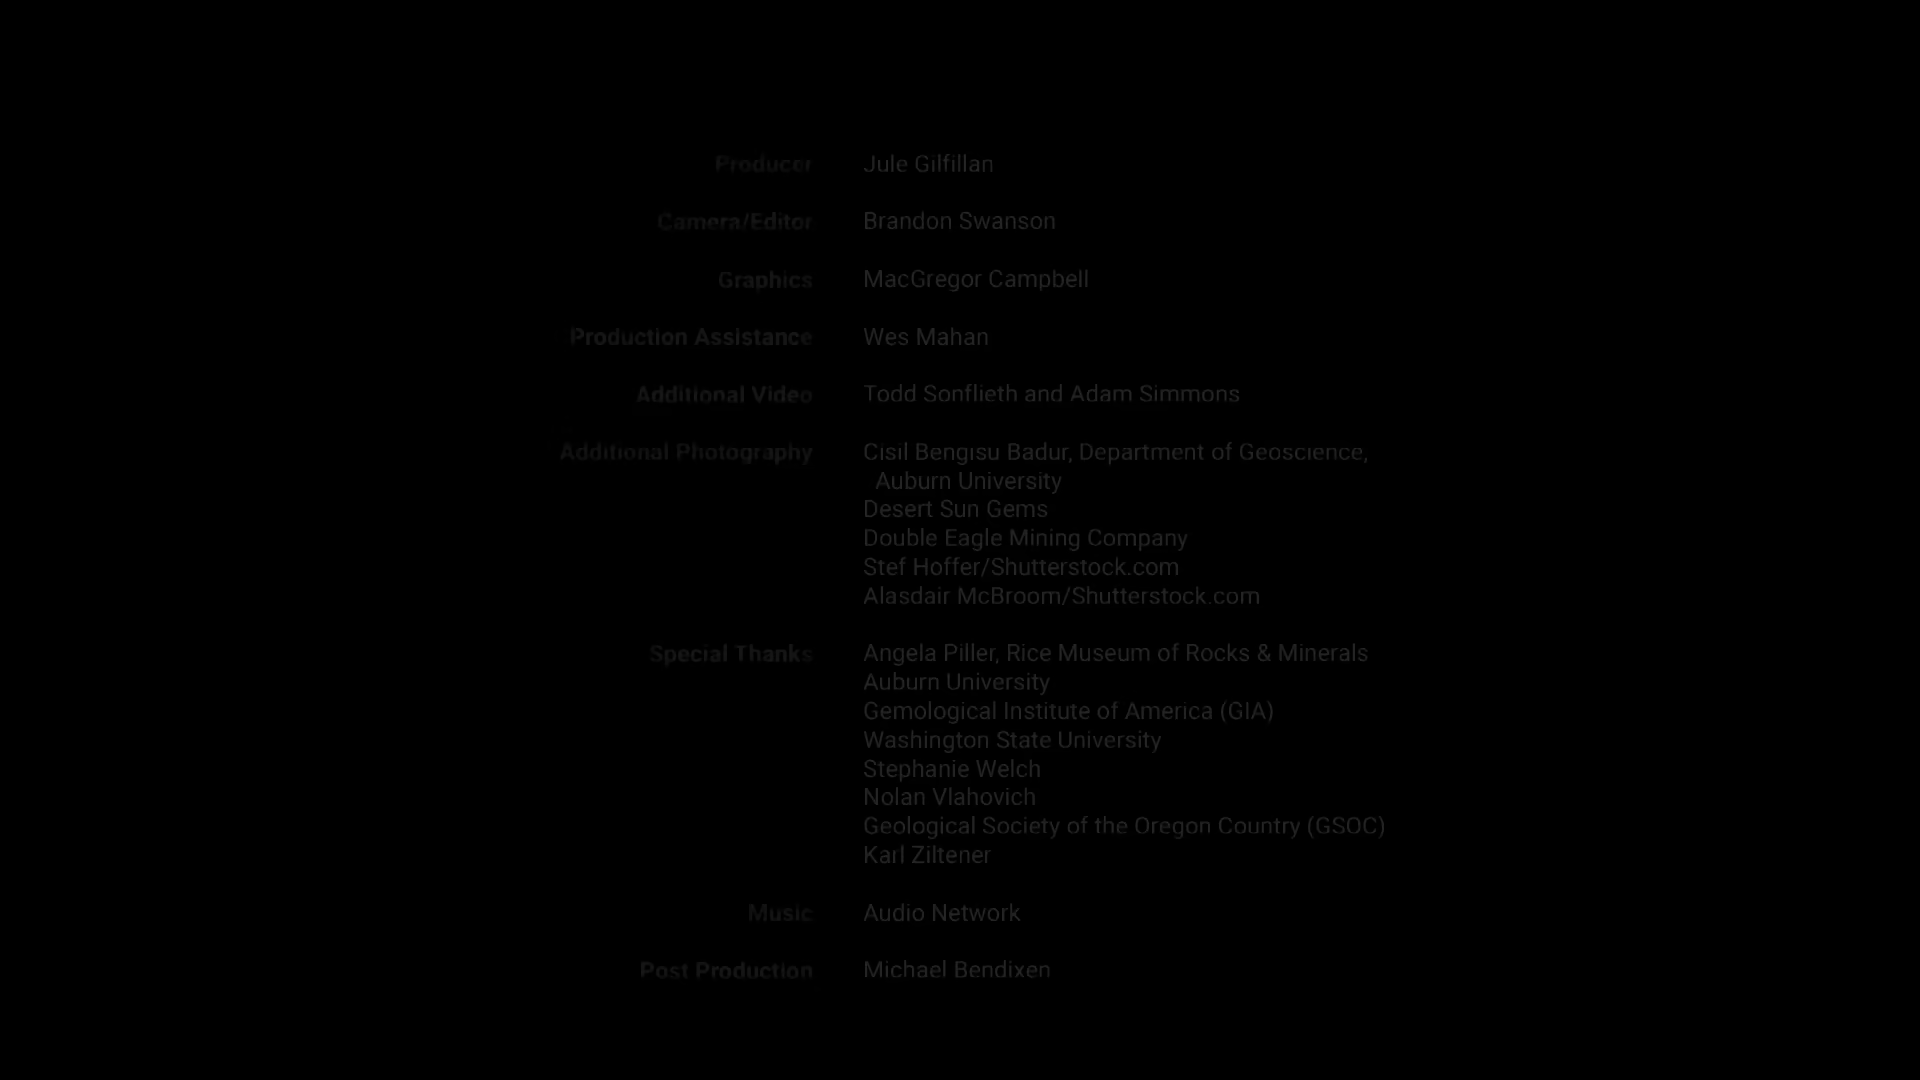 Producer Jule Gilfillan
Camera/Editor Brandon Swanson
Graphics MacGregor Campbell
Production Assistance Wes Mahan
Additional Video Todd Sonflieth and Adam Simmons
Additional Photography Cisil Bengisu Badur, Department of Geoscience,
Auburn University
Desert Sun Gems
Double Eagle Mining Company
Stef Hoffer/Shutterstock.com
Alasdair McBroom/Shutterstock.com
Special Thanks Angela Piller, Rice Museum of Rocks & Minerals
Auburn University
Gemological Institute of America (GIA)
Washington State University
Stephanie Welch
Nolan Vlahovich
Geological Society of the Oregon Country (GSOC)
Karl Ziltener
Music Audio Network
Post Production Michael Bendixen